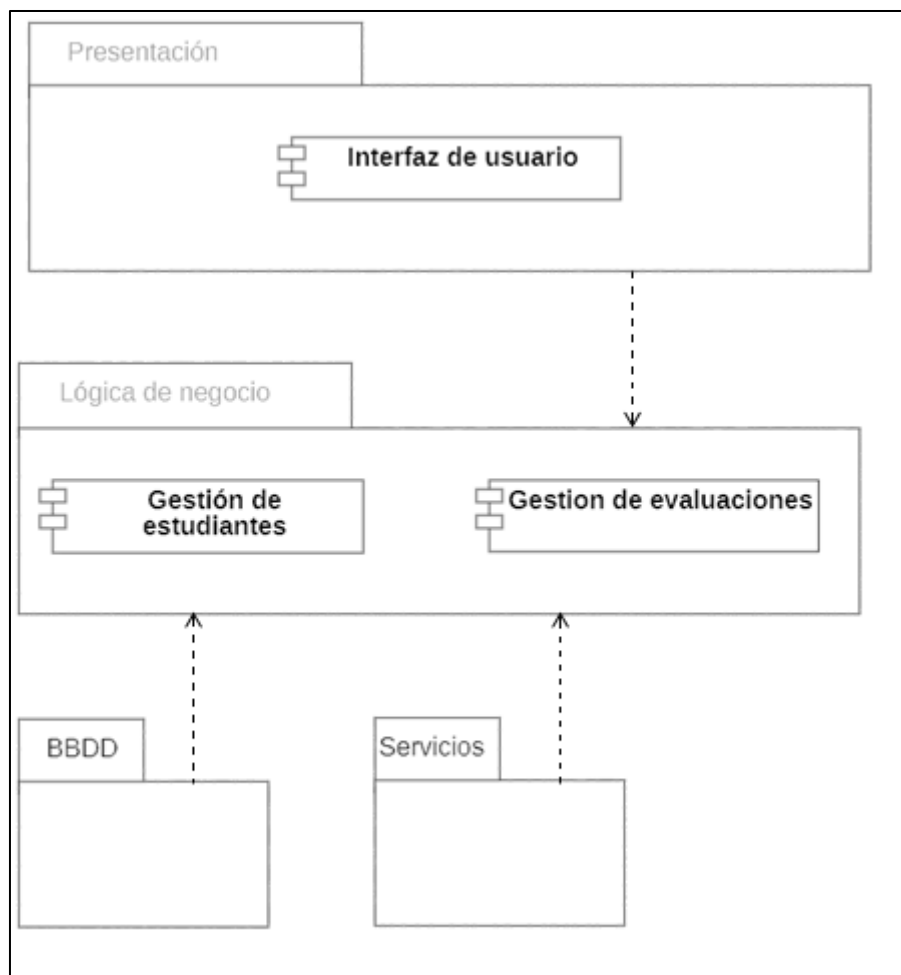 Presentación
Interfaz de usuario
Lógica de negocio
Gestión de
estudiantes
Gestion de evaluaciones
BBDD
Servicios